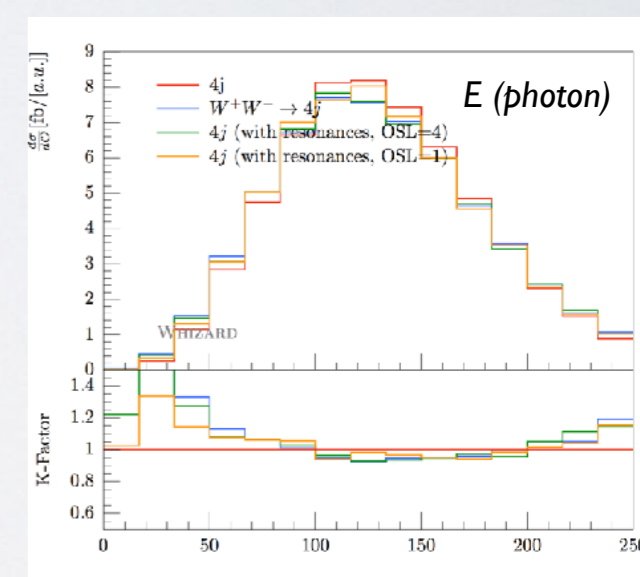 9
8
7
6
5
4
3
2
1
0
dσ/dO [fb/[a.u.]]
E (photon)
4j
W⁺W⁻ → 4j
4j (with resonances, OSL=4)
4j (with resonances, OSL=1)
WHIZARD
1.4
1.2
1
0.8
0.6
K-Factor
0 50 100 150 200 250